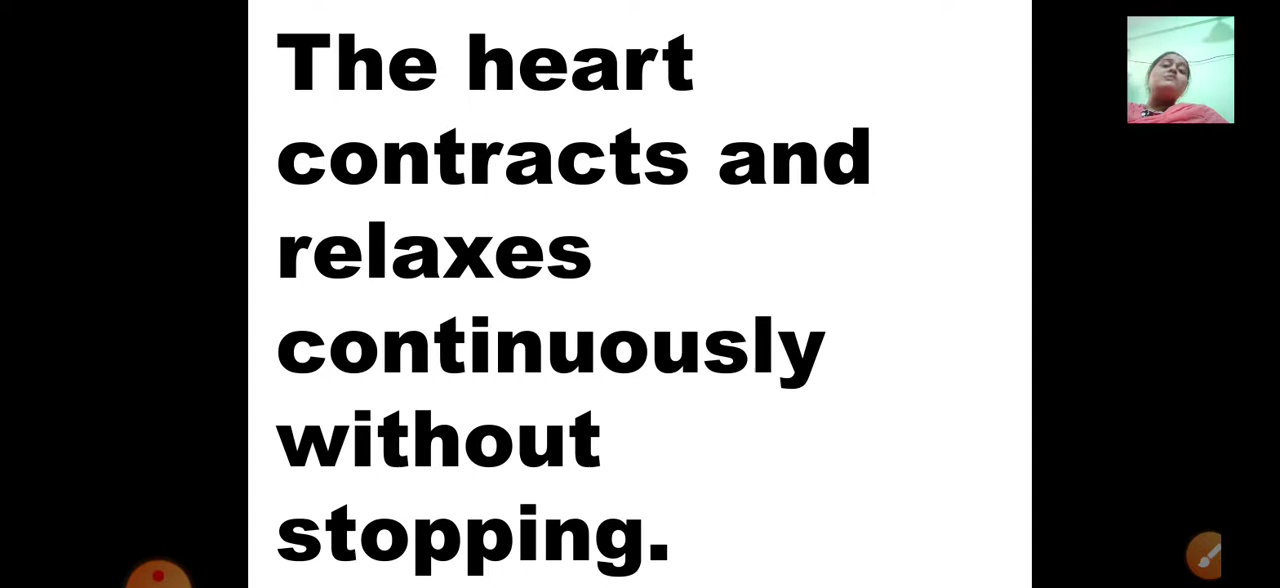 The heart
contracts and
relaxes
continuously
without
stopping.